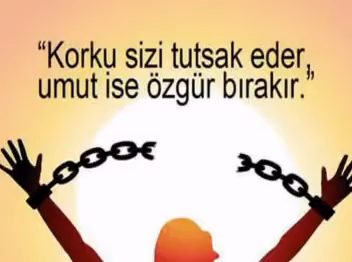 “Korku sizi tutsak eder,
umut ise özgür bırakır.”